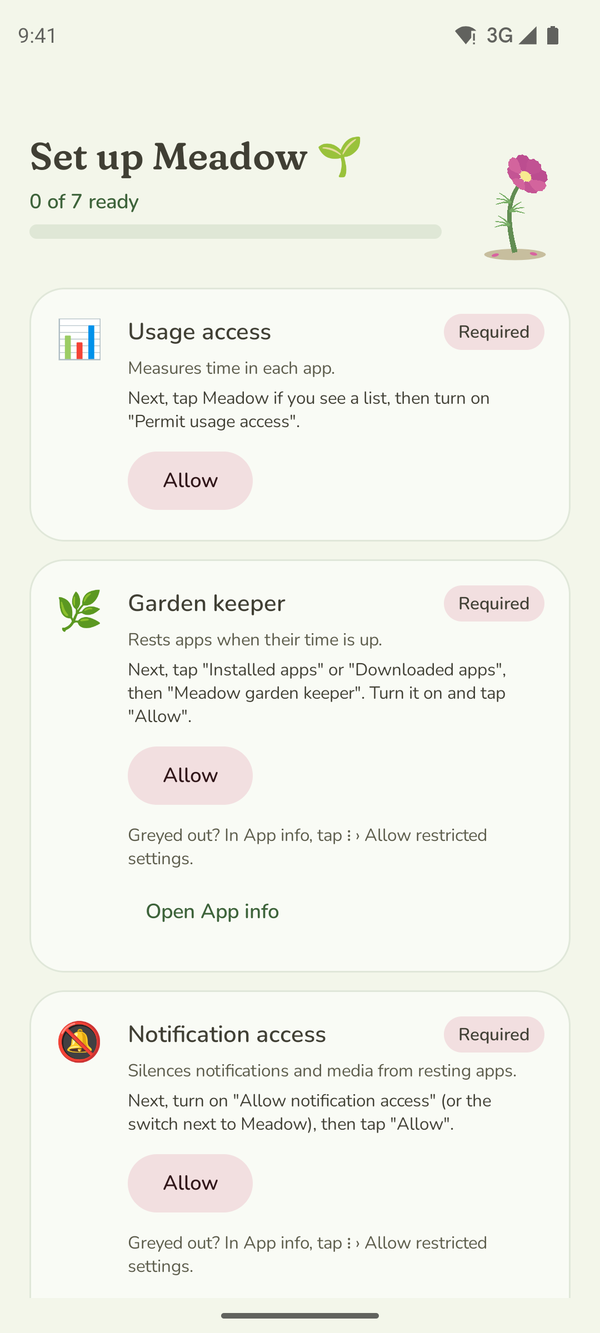 9:41
3G
Set up Meadow 🌱
0 of 7 ready
Usage access
Required
Measures time in each app.
Next, tap Meadow if you see a list, then turn on
"Permit usage access".
Allow
Garden keeper
Required
Rests apps when their time is up.
Next, tap "Installed apps" or "Downloaded apps",
then "Meadow garden keeper". Turn it on and tap
"Allow".
Allow
Greyed out? In App info, tap ⋮ › Allow restricted
settings.
Open App info
Notification access
Required
Silences notifications and media from resting apps.
Next, turn on "Allow notification access" (or the
switch next to Meadow), then tap "Allow".
Allow
Greyed out? In App info, tap ⋮ › Allow restricted
settings.